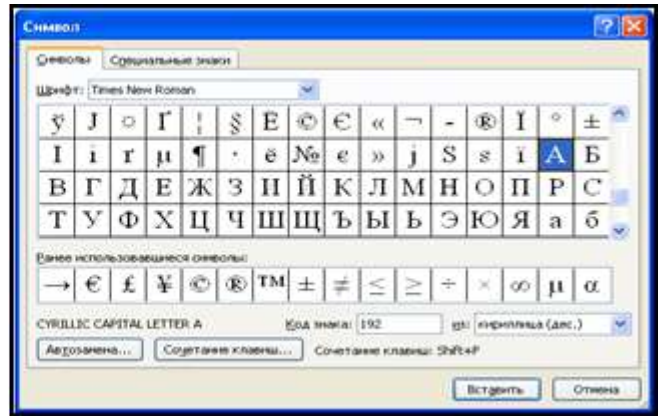 Символ
Символы Специальные знаки
Шрифт: Times New Roman
ў Ј ¤ Ґ ¦ § Ё © Є « ¬ - ® Ї ° ±
І і ґ µ ¶ · ё № є » ј Ѕ ѕ ї А Б
В Г Д Е Ж З И Й К Л М Н О П Р С
Т У Ф Х Ц Ч Ш Щ Ъ Ы Ь Э Ю Я а б
Ранее использовавшиеся символы:
→ € £ ¥ © ® ™ ± ≠ ≤ ≥ ÷ × ∞ µ α
CYRILLIC CAPITAL LETTER A Код знака: 192 из: кириллица (дес.)
Автозамена... Сочетание клавиш... Сочетание клавиш: Shift+F
Вставить Отмена